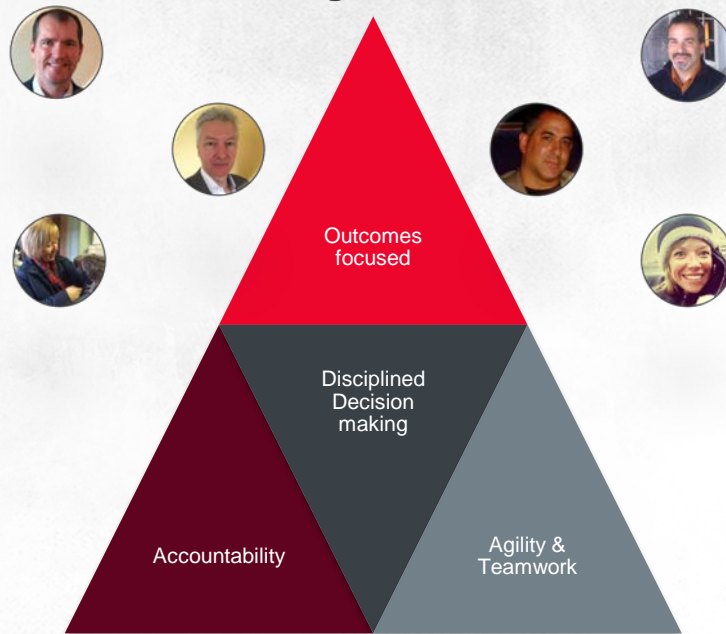 Outcomes
focused
Disciplined
Decision
making
Accountability
Agility &
Teamwork